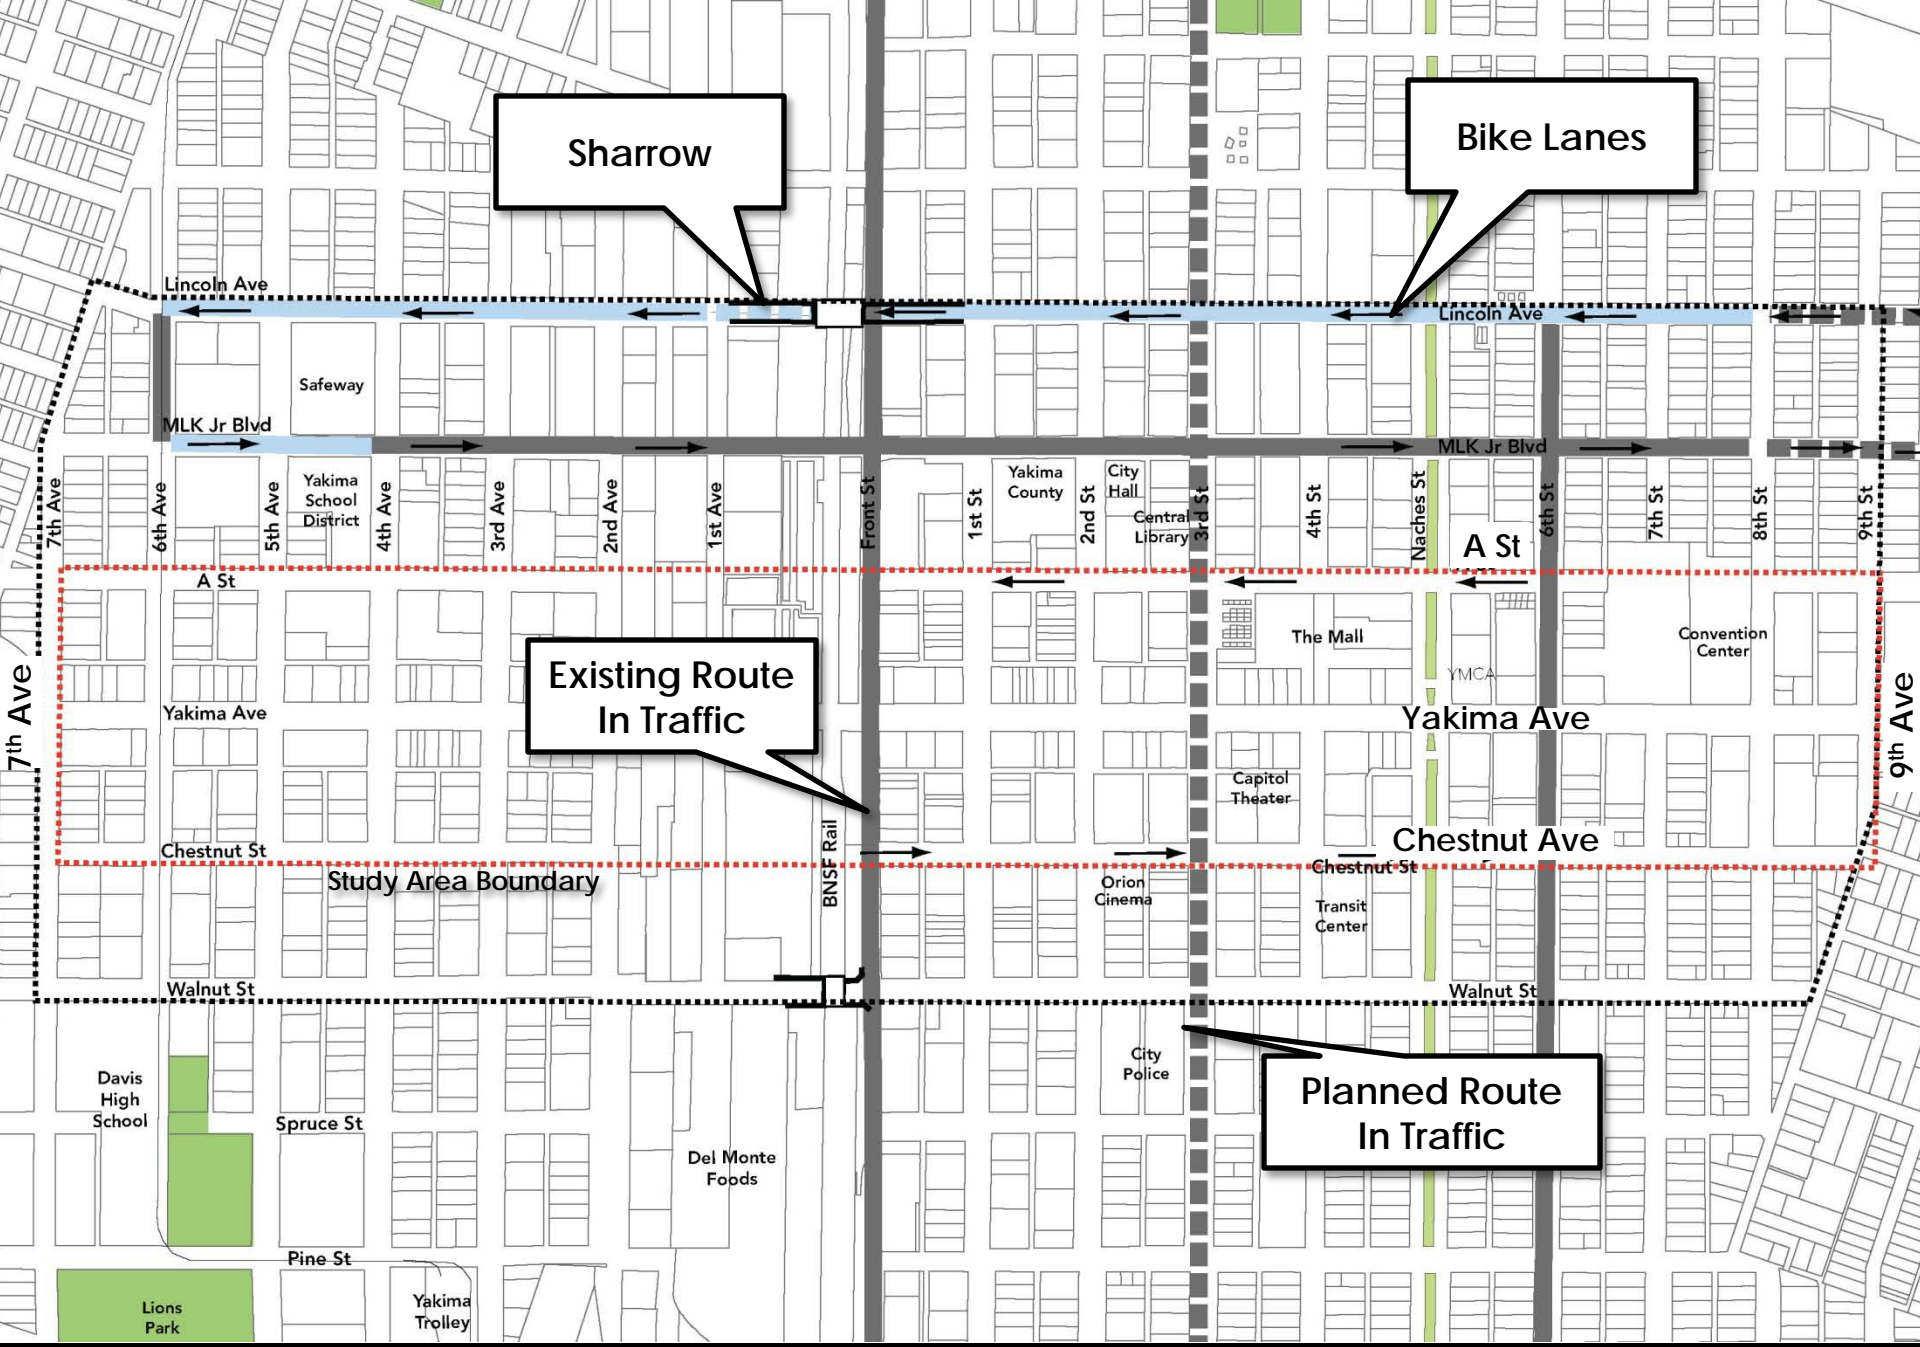 Sharrow
Bike Lanes
Lincoln Ave
Lincoln Ave
Safeway
MLK Jr Blvd
MLK Jr Blvd
7th Ave
6th Ave
5th Ave
Yakima
School
District
4th Ave
3rd Ave
2nd Ave
1st Ave
Front St
1st St
Yakima
County
2nd St
City
Hall
Central
Library
3rd St
4th St
Naches St
6th St
7th St
8th St
9th St
A St
A St
The Mall
Convention
Center
Existing Route
In Traffic
YMCA
7th Ave
Yakima Ave
Yakima Ave
9th Ave
Capitol
Theater
BNSF Rail
Chestnut St
Chestnut Ave
Chestnut St
Study Area Boundary
Orion
Cinema
Transit
Center
Walnut St
Walnut St
City
Police
Planned Route
In Traffic
Davis
High
School
Spruce St
Del Monte
Foods
Pine St
Lions
Park
Yakima
Trolley